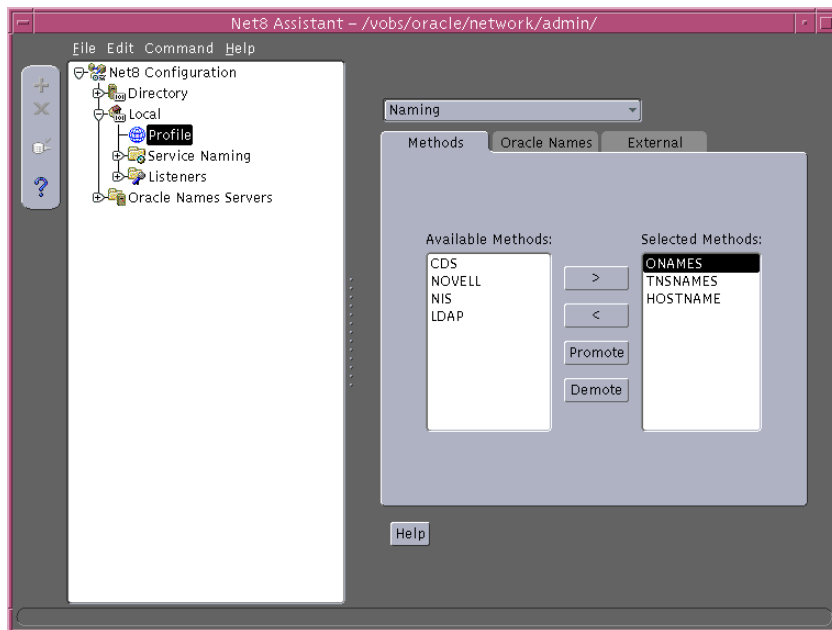 Net8 Assistant – /vobs/oracle/network/admin/
File Edit Command Help
Net8 Configuration
Directory
Local
Profile
Service Naming
Listeners
Oracle Names Servers
Naming
Methods Oracle Names External
Available Methods:
CDS
NOVELL
NIS
LDAP
>
<
Promote
Demote
Selected Methods:
ONAMES
TNSNAMES
HOSTNAME
Help